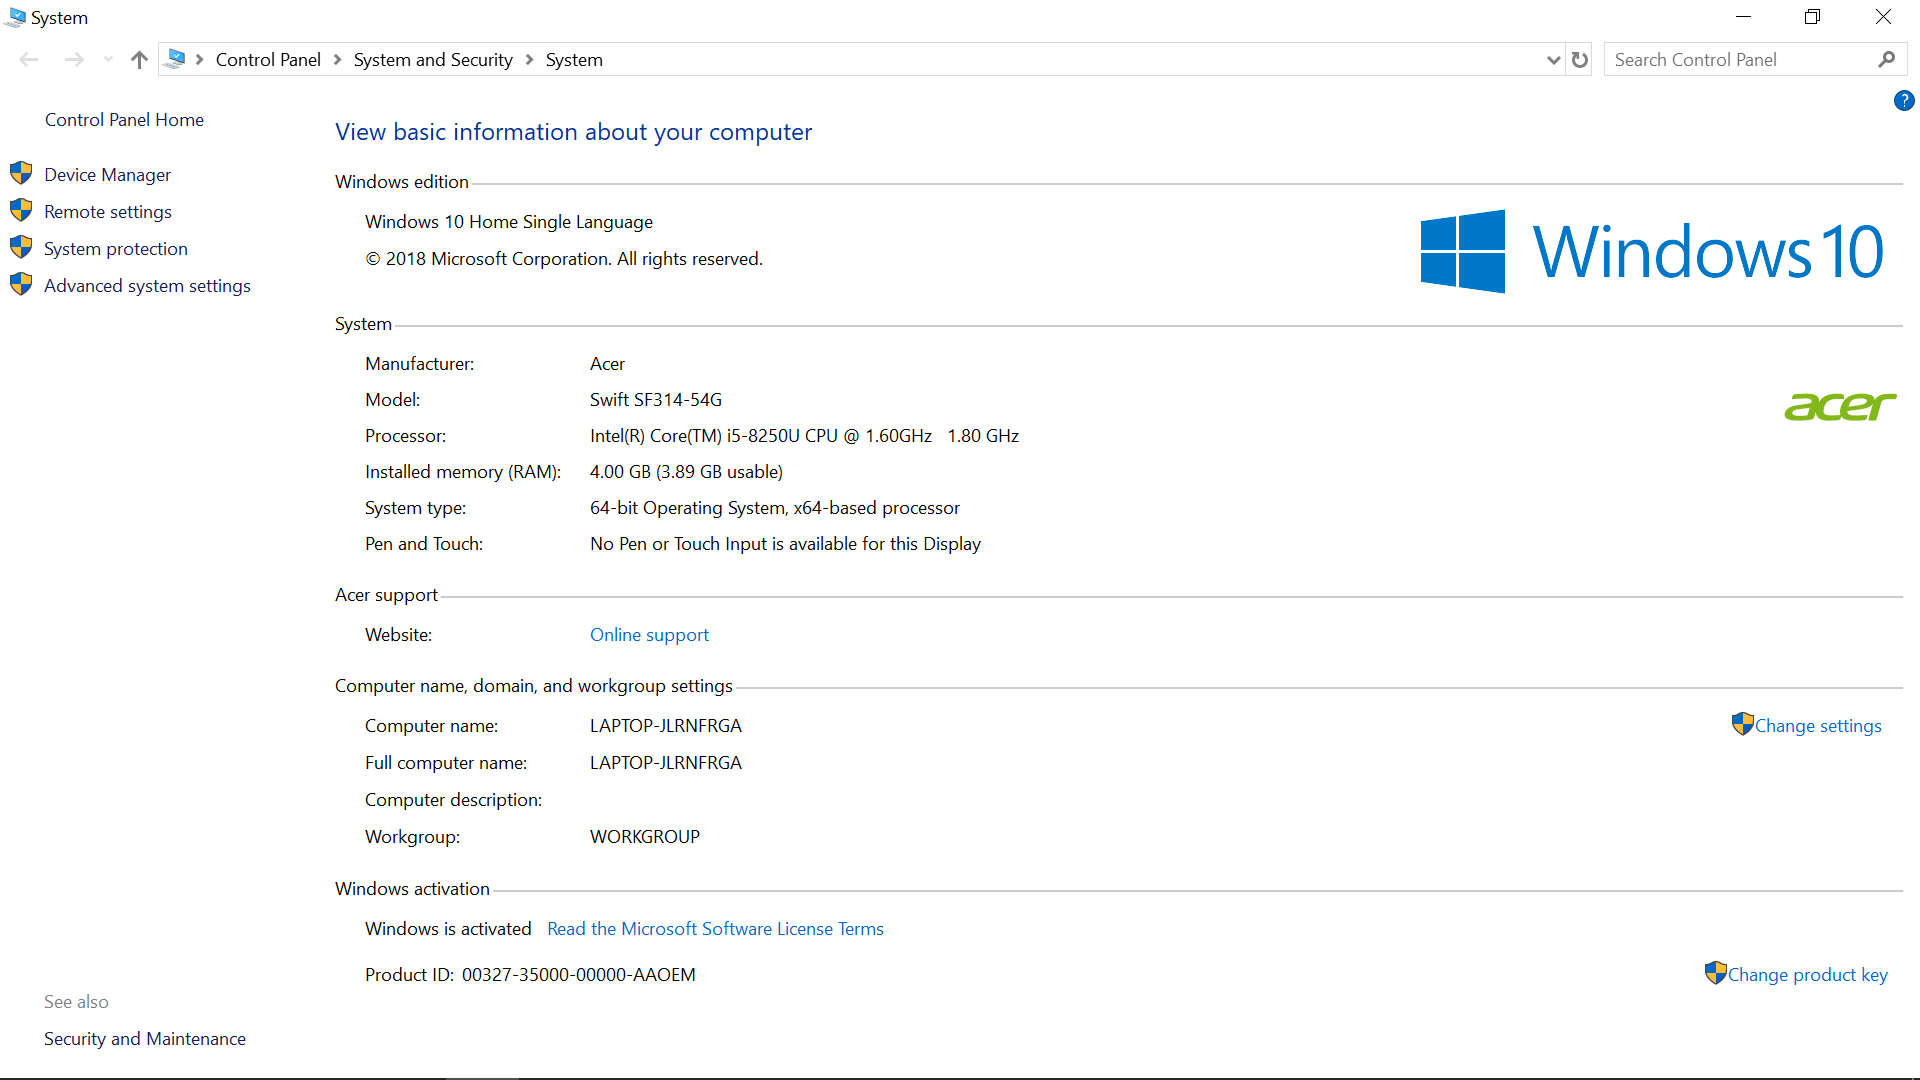 System
Control Panel System and Security System
Search Control Panel
?
Control Panel Home
Device Manager
Remote settings
System protection
Advanced system settings
View basic information about your computer
Windows edition
Windows 10 Home Single Language
© 2018 Microsoft Corporation. All rights reserved.
Windows 10
System
Manufacturer: Acer
Model: Swift SF314-54G
acer
Processor: Intel(R) Core(TM) i5-8250U CPU @ 1.60GHz 1.80 GHz
Installed memory (RAM): 4.00 GB (3.89 GB usable)
System type: 64-bit Operating System, x64-based processor
Pen and Touch: No Pen or Touch Input is available for this Display
Acer support
Website: Online support
Computer name, domain, and workgroup settings
Computer name: LAPTOP-JLRNFRGA
Change settings
Full computer name: LAPTOP-JLRNFRGA
Computer description:
Workgroup: WORKGROUP
Windows activation
Windows is activated Read the Microsoft Software License Terms
Product ID: 00327-35000-00000-AAOEM
Change product key
See also
Security and Maintenance